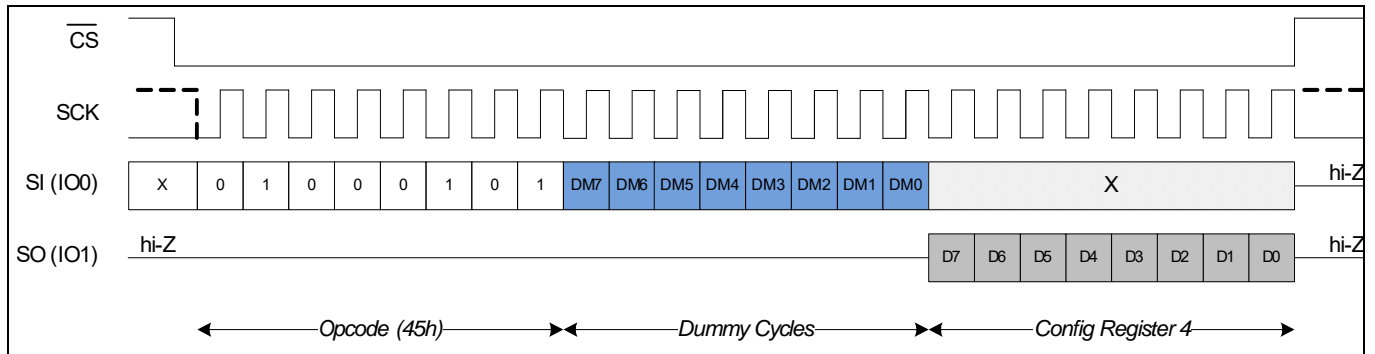 CS
SCK
SI (IO0) X 0 1 0 0 0 1 0 1 DM7 DM6 DM5 DM4 DM3 DM2 DM1 DM0 X hi-Z
SO (IO1) hi-Z D7 D6 D5 D4 D3 D2 D1 D0 hi-Z
Opcode (45h) Dummy Cycles Config Register 4